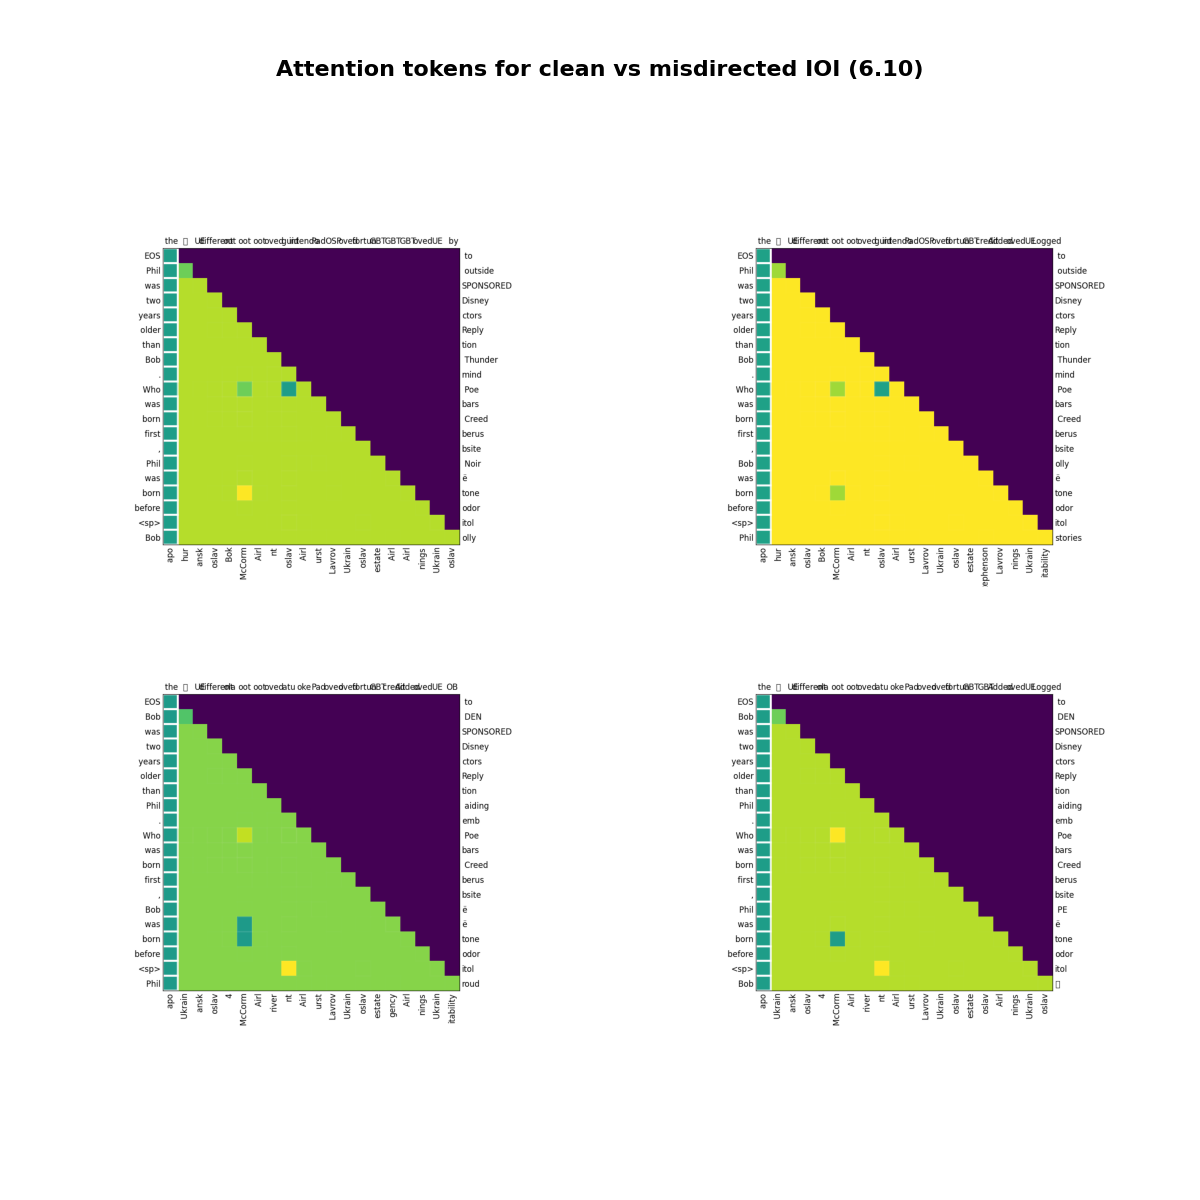 Attention tokens for clean vs misdirected IOI (6.10)
the
by
EOS to
Phil outside
was SPONSORED
two Disney
years ctors
older Reply
than tion
Bob Thunder
. mind
Who Poe
was bars
born Creed
first berus
, bsite
Phil Noir
was ë
born tone
before odor
<sp> itol
Bob olly
apo hur ansk oslav Bok McCorm Airl nt oslav Airl urst Lavrov Ukrain oslav estate Airl Airl nings Ukrain oslav
the
Logged
EOS to
Phil outside
was SPONSORED
two Disney
years ctors
older Reply
than tion
Bob Thunder
. mind
Who Poe
was bars
born Creed
first berus
, bsite
Bob olly
was ë
born tone
before odor
<sp> itol
Phil stories
apo hur ansk oslav Bok McCorm Airl nt oslav Airl urst Lavrov Ukrain oslav estate ephenson Lavrov nings Ukrain itability
the
UE OB
EOS to
Bob DEN
was SPONSORED
two Disney
years ctors
older Reply
than tion
Phil aiding
. emb
Who Poe
was bars
born Creed
first berus
, bsite
Bob ë
was ë
born tone
before odor
<sp> itol
Phil roud
apo Ukrain ansk oslav 4 McCorm Airl river nt Airl urst Lavrov Ukrain oslav estate gency Airl nings Ukrain itability
the
Logged
EOS to
Bob DEN
was SPONSORED
two Disney
years ctors
older Reply
than tion
Phil aiding
. emb
Who Poe
was bars
born Creed
first berus
, bsite
Phil PE
was ë
born tone
before odor
<sp> itol
Bob
apo Ukrain ansk oslav 4 McCorm Airl river nt Airl urst Lavrov Ukrain oslav estate oslav Airl nings Ukrain oslav